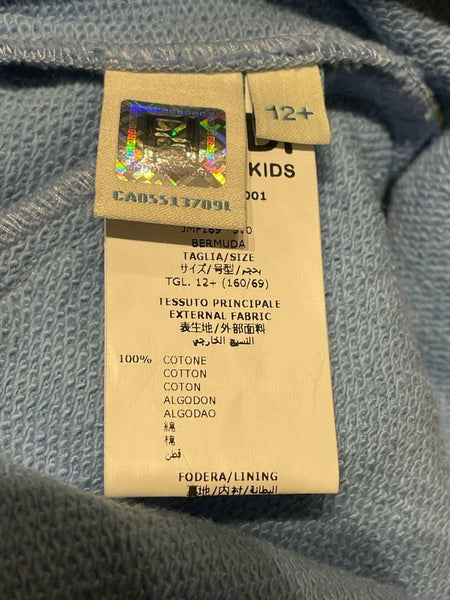 CA05513709L
12+
KIDS
001
JMF169
BERMUDA
TAGLIA/SIZE
サイズ/号型/بحجم
TGL. 12+ (160/69)
TESSUTO PRINCIPALE
EXTERNAL FABRIC
表生地/外部面料
النسيج الخارجي
100% COTONE
COTTON
COTON
ALGODON
ALGODAO
綿
棉
قطن
FODERA/LINING
裏地/内衬/البطانة